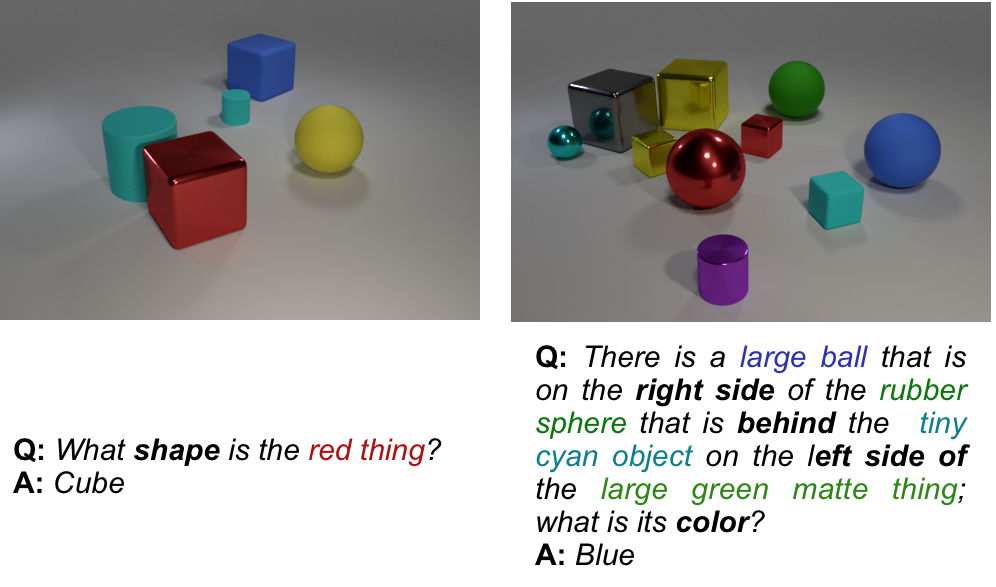 Q: What shape is the red thing?
A: Cube
Q: There is a large ball that is
on the right side of the rubber
sphere that is behind the tiny
cyan object on the left side of
the large green matte thing;
what is its color?
A: Blue